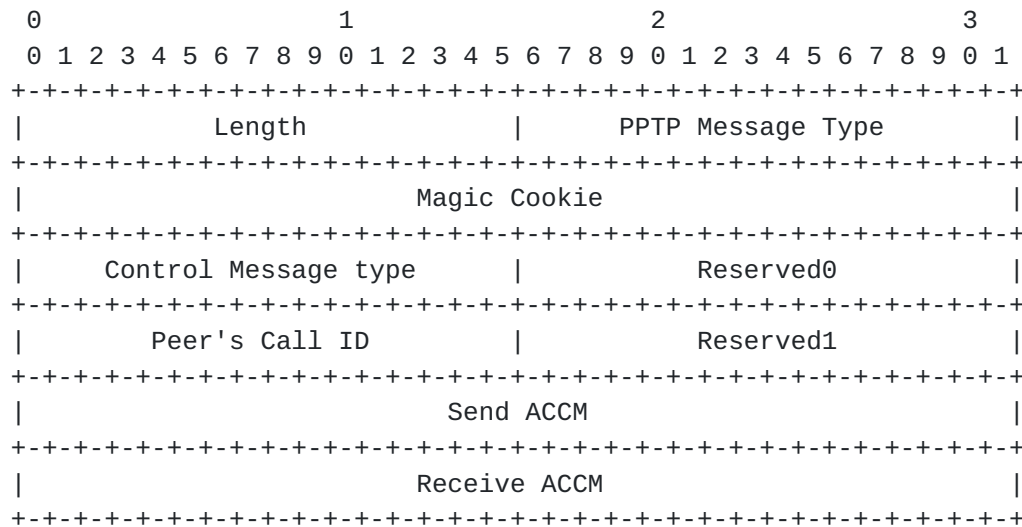 0                   1                   2                   3
 0 1 2 3 4 5 6 7 8 9 0 1 2 3 4 5 6 7 8 9 0 1 2 3 4 5 6 7 8 9 0 1
+-+-+-+-+-+-+-+-+-+-+-+-+-+-+-+-+-+-+-+-+-+-+-+-+-+-+-+-+-+-+-+-+
|            Length             |      PPTP Message Type        |
+-+-+-+-+-+-+-+-+-+-+-+-+-+-+-+-+-+-+-+-+-+-+-+-+-+-+-+-+-+-+-+-+
|                         Magic Cookie                          |
+-+-+-+-+-+-+-+-+-+-+-+-+-+-+-+-+-+-+-+-+-+-+-+-+-+-+-+-+-+-+-+-+
|     Control Message type      |           Reserved0           |
+-+-+-+-+-+-+-+-+-+-+-+-+-+-+-+-+-+-+-+-+-+-+-+-+-+-+-+-+-+-+-+-+
|        Peer's Call ID         |           Reserved1           |
+-+-+-+-+-+-+-+-+-+-+-+-+-+-+-+-+-+-+-+-+-+-+-+-+-+-+-+-+-+-+-+-+
|                           Send ACCM                           |
+-+-+-+-+-+-+-+-+-+-+-+-+-+-+-+-+-+-+-+-+-+-+-+-+-+-+-+-+-+-+-+-+
|                         Receive ACCM                          |
+-+-+-+-+-+-+-+-+-+-+-+-+-+-+-+-+-+-+-+-+-+-+-+-+-+-+-+-+-+-+-+-+